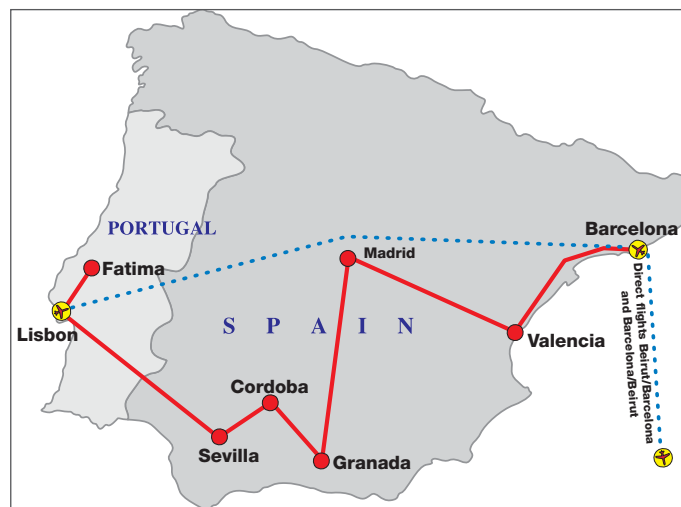 Barcelona
PORTUGAL
Madrid
Fatima
Direct flights Beirut/Barcelona
and Barcelona/Beirut
S P A I N
Lisbon
Valencia
Cordoba
Sevilla
Granada